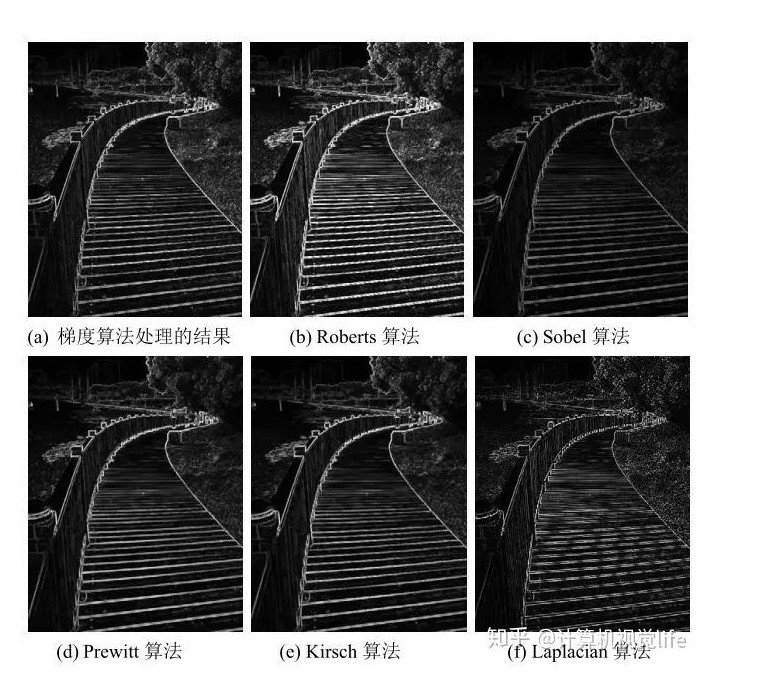 (a) 梯度算法处理的结果
(b) Roberts 算法
(c) Sobel 算法
(d) Prewitt 算法
(e) Kirsch 算法
(f) Laplacian 算法
知乎 @计算机视觉life